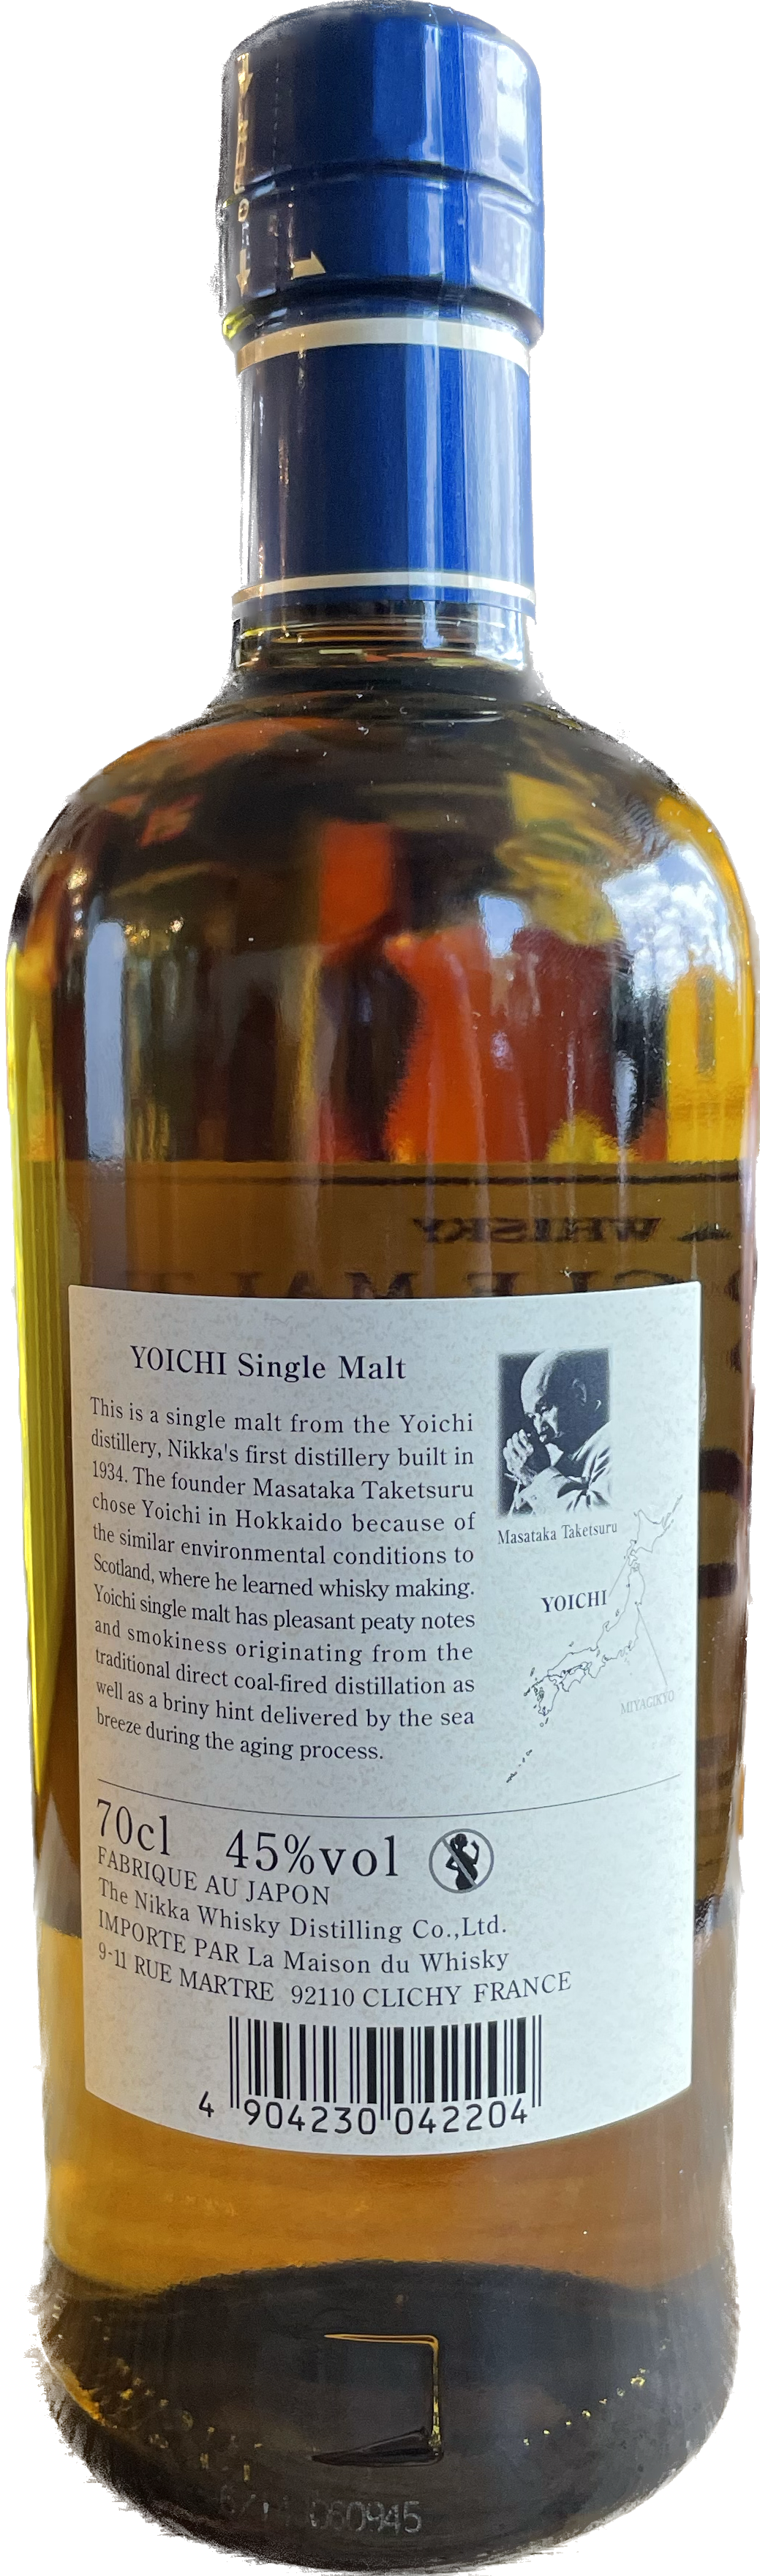 OPEN
WHISKY
SINGLE MALT
YOICHI Single Malt
This is a single malt from the Yoichi
distillery, Nikka's first distillery built in
1934. The founder Masataka Taketsuru
chose Yoichi in Hokkaido because of
the similar environmental conditions to
Scotland, where he learned whisky making.
Yoichi single malt has pleasant peaty notes
and smokiness originating from the
traditional direct coal-fired distillation as
well as a briny hint delivered by the sea
breeze during the aging process.
Masataka Taketsuru
YOICHI
MIYAGIKYO
70cl 45%vol
FABRIQUE AU JAPON
The Nikka Whisky Distilling Co.,Ltd.
IMPORTE PAR La Maison du Whisky
9-11 RUE MARTRE 92110 CLICHY FRANCE
4 904230 042204
060945